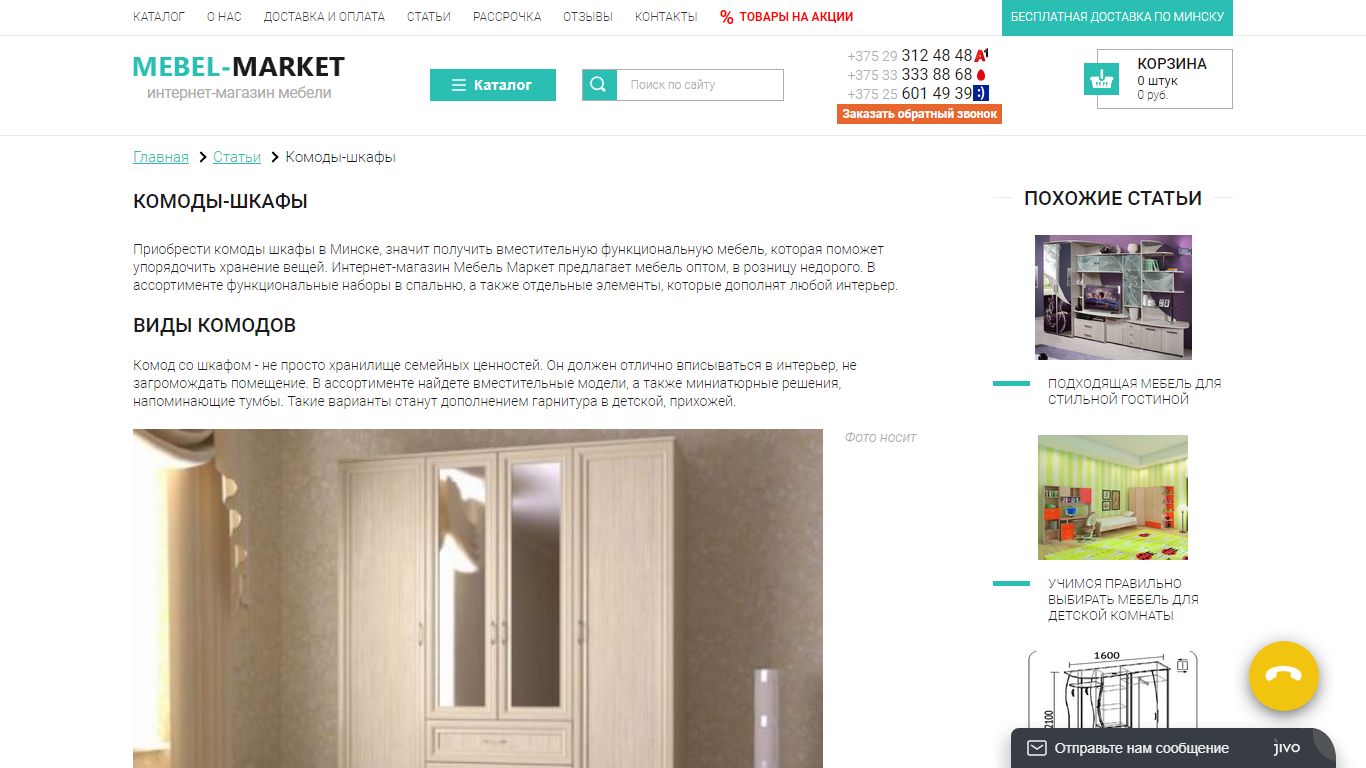 КАТАЛОГ О НАС ДОСТАВКА И ОПЛАТА СТАТЬИ РАССРОЧКА ОТЗЫВЫ КОНТАКТЫ % ТОВАРЫ НА АКЦИИ БЕСПЛАТНАЯ ДОСТАВКА ПО МИНСКУ
MEBEL-MARKET
интернет-магазин мебели
Каталог
Поиск по сайту
+375 29 312 48 48 A1
+375 33 333 88 68
+375 25 601 49 39 :)
Заказать обратный звонок
КОРЗИНА
0 штук
0 руб.
Главная Статьи Комоды-шкафы
КОМОДЫ-ШКАФЫ
Приобрести комоды шкафы в Минске, значит получить вместительную функциональную мебель, которая поможет
упорядочить хранение вещей. Интернет-магазин Мебель Маркет предлагает мебель оптом, в розницу недорого. В
ассортименте функциональные наборы в спальню, а также отдельные элементы, которые дополнят любой интерьер.
ВИДЫ КОМОДОВ
Комод со шкафом - не просто хранилище семейных ценностей. Он должен отлично вписываться в интерьер, не
загромождать помещение. В ассортименте найдете вместительные модели, а также миниатюрные решения,
напоминающие тумбы. Такие варианты станут дополнением гарнитура в детской, прихожей.
Фото носит
ПОХОЖИЕ СТАТЬИ
ПОДХОДЯЩАЯ МЕБЕЛЬ ДЛЯ
СТИЛЬНОЙ ГОСТИНОЙ
УЧИМСЯ ПРАВИЛЬНО
ВЫБИРАТЬ МЕБЕЛЬ ДЛЯ
ДЕТСКОЙ КОМНАТЫ
1600
2100
Отправьте нам сообщение jivo